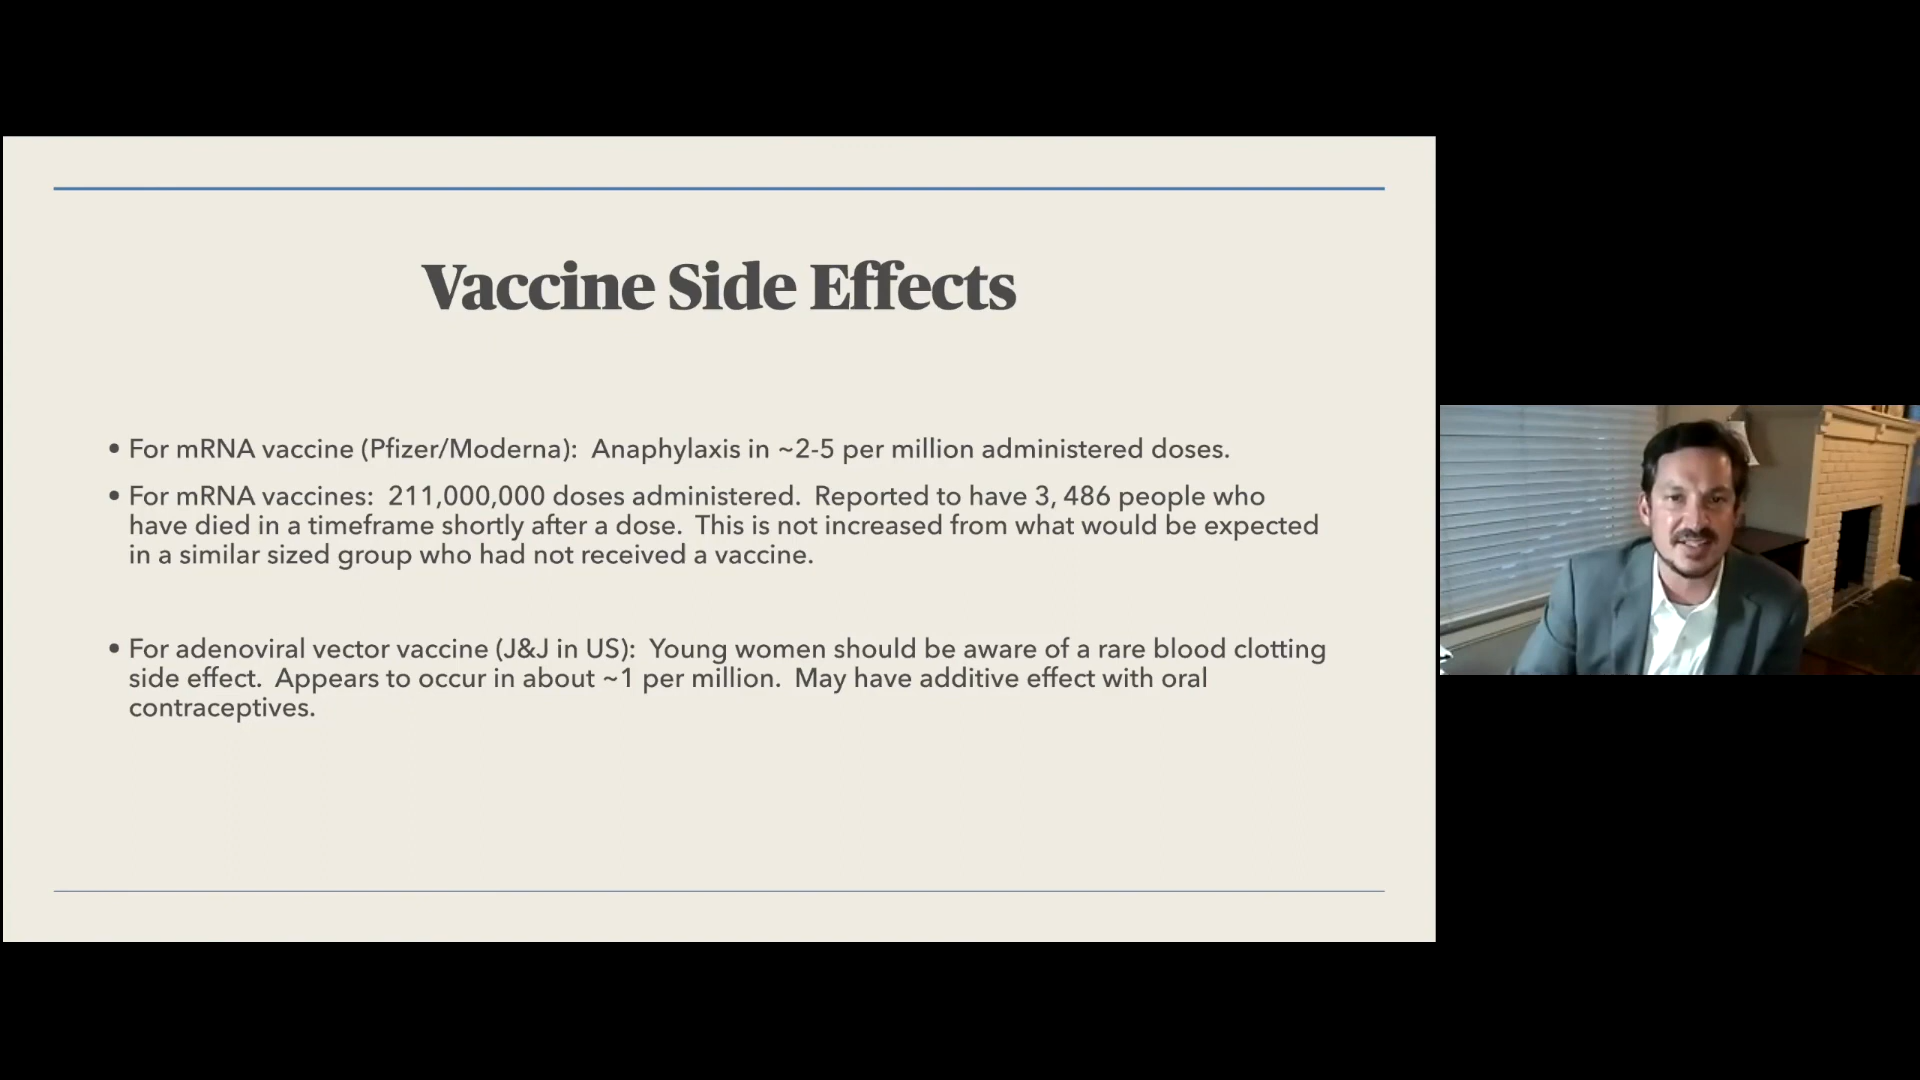 Vaccine Side Effects
• For mRNA vaccine (Pfizer/Moderna):  Anaphylaxis in ~2-5 per million administered doses.
• For mRNA vaccines:  211,000,000 doses administered.  Reported to have 3, 486 people who
have died in a timeframe shortly after a dose.  This is not increased from what would be expected
in a similar sized group who had not received a vaccine.
• For adenoviral vector vaccine (J&J in US):  Young women should be aware of a rare blood clotting
side effect.  Appears to occur in about ~1 per million.  May have additive effect with oral
contraceptives.